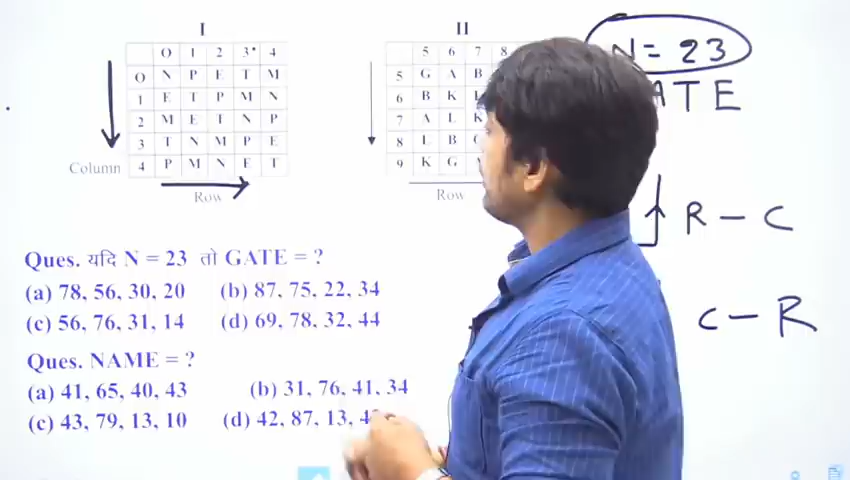 I
0 1 2 3 4
0 N P E T M
1 E T P M N
2 M E T N P
3 T N M P E
4 P M N E T
Column
Row
II
5 6 7 8
5 G A B
6 B K
7 A L K
8 L B
9 K G
Row
N = 23
ATE
R - C
C - R
Ques. यदि N = 23 तो GATE = ?
(a) 78, 56, 30, 20 (b) 87, 75, 22, 34
(c) 56, 76, 31, 14 (d) 69, 78, 32, 44
Ques. NAME = ?
(a) 41, 65, 40, 43 (b) 31, 76, 41, 34
(c) 43, 79, 13, 10 (d) 42, 87, 13,